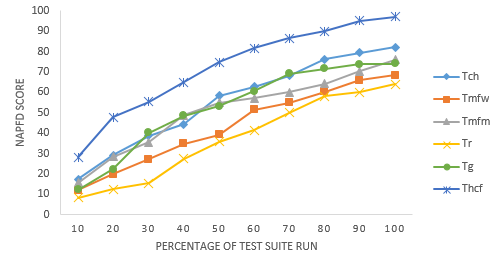 100
90
80
70
60
50
40
30
20
10
0
NAPFD SCORE
10 20 30 40 50 60 70 80 90 100
PERCENTAGE OF TEST SUITE RUN
Tch
Tmfw
Tmfm
Tr
Tg
Thcf